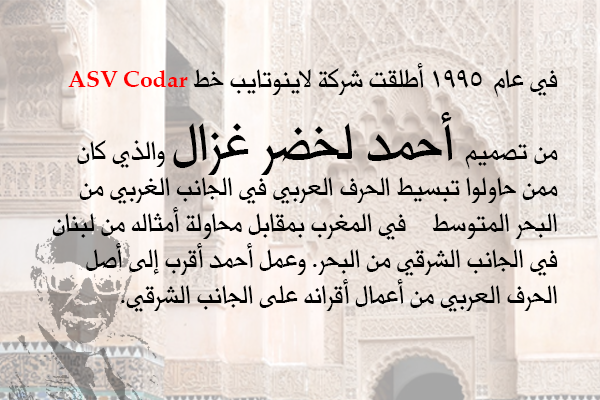 في عام ١٩٩٥ أطلقت شركة لاينوتايب خط ASV Codar
من تصميم أحمد لخضر غزال والذي كان
ممن حاولوا تبسيط الحرف العربي في الجانب الغربي من
البحر المتوسط في المغرب بمقابل محاولة أمثاله من لبنان
في الجانب الشرقي من البحر. وعمل أحمد أقرب إلى أصل
الحرف العربي من أعمال أقرانه على الجانب الشرقي.